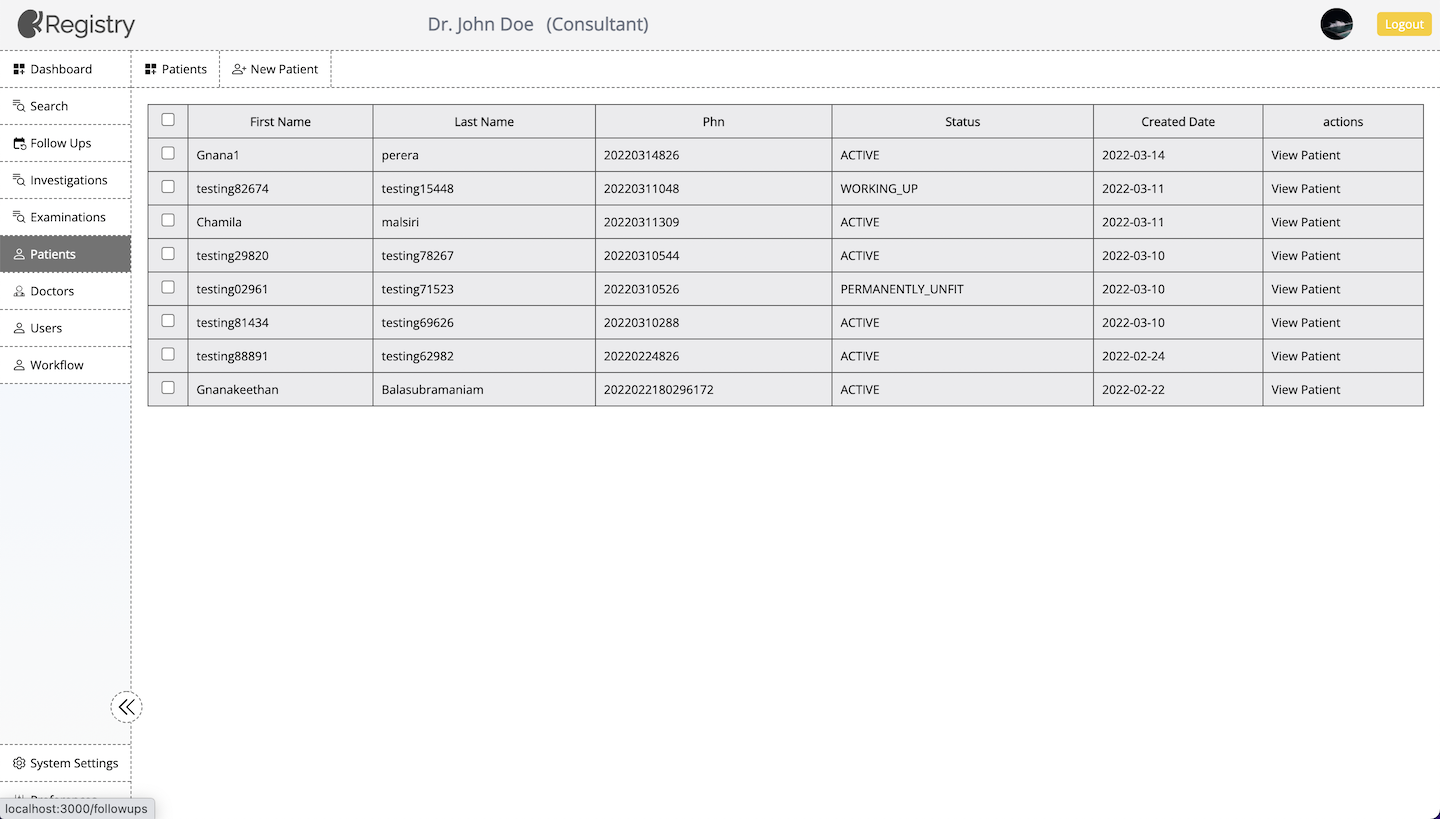 Registry
Dr. John Doe (Consultant)
Logout
Dashboard
Search
Follow Ups
Investigations
Examinations
Patients
Doctors
Users
Workflow
System Settings
localhost:3000/followups
Patients New Patient
First Name Last Name Phn Status Created Date actions
Gnana1 perera 20220314826 ACTIVE 2022-03-14 View Patient
testing82674 testing15448 20220311048 WORKING_UP 2022-03-11 View Patient
Chamila malsiri 20220311309 ACTIVE 2022-03-11 View Patient
testing29820 testing78267 20220310544 ACTIVE 2022-03-10 View Patient
testing02961 testing71523 20220310526 PERMANENTLY_UNFIT 2022-03-10 View Patient
testing81434 testing69626 20220310288 ACTIVE 2022-03-10 View Patient
testing88891 testing62982 20220224826 ACTIVE 2022-02-24 View Patient
Gnanakeethan Balasubramaniam 2022022180296172 ACTIVE 2022-02-22 View Patient